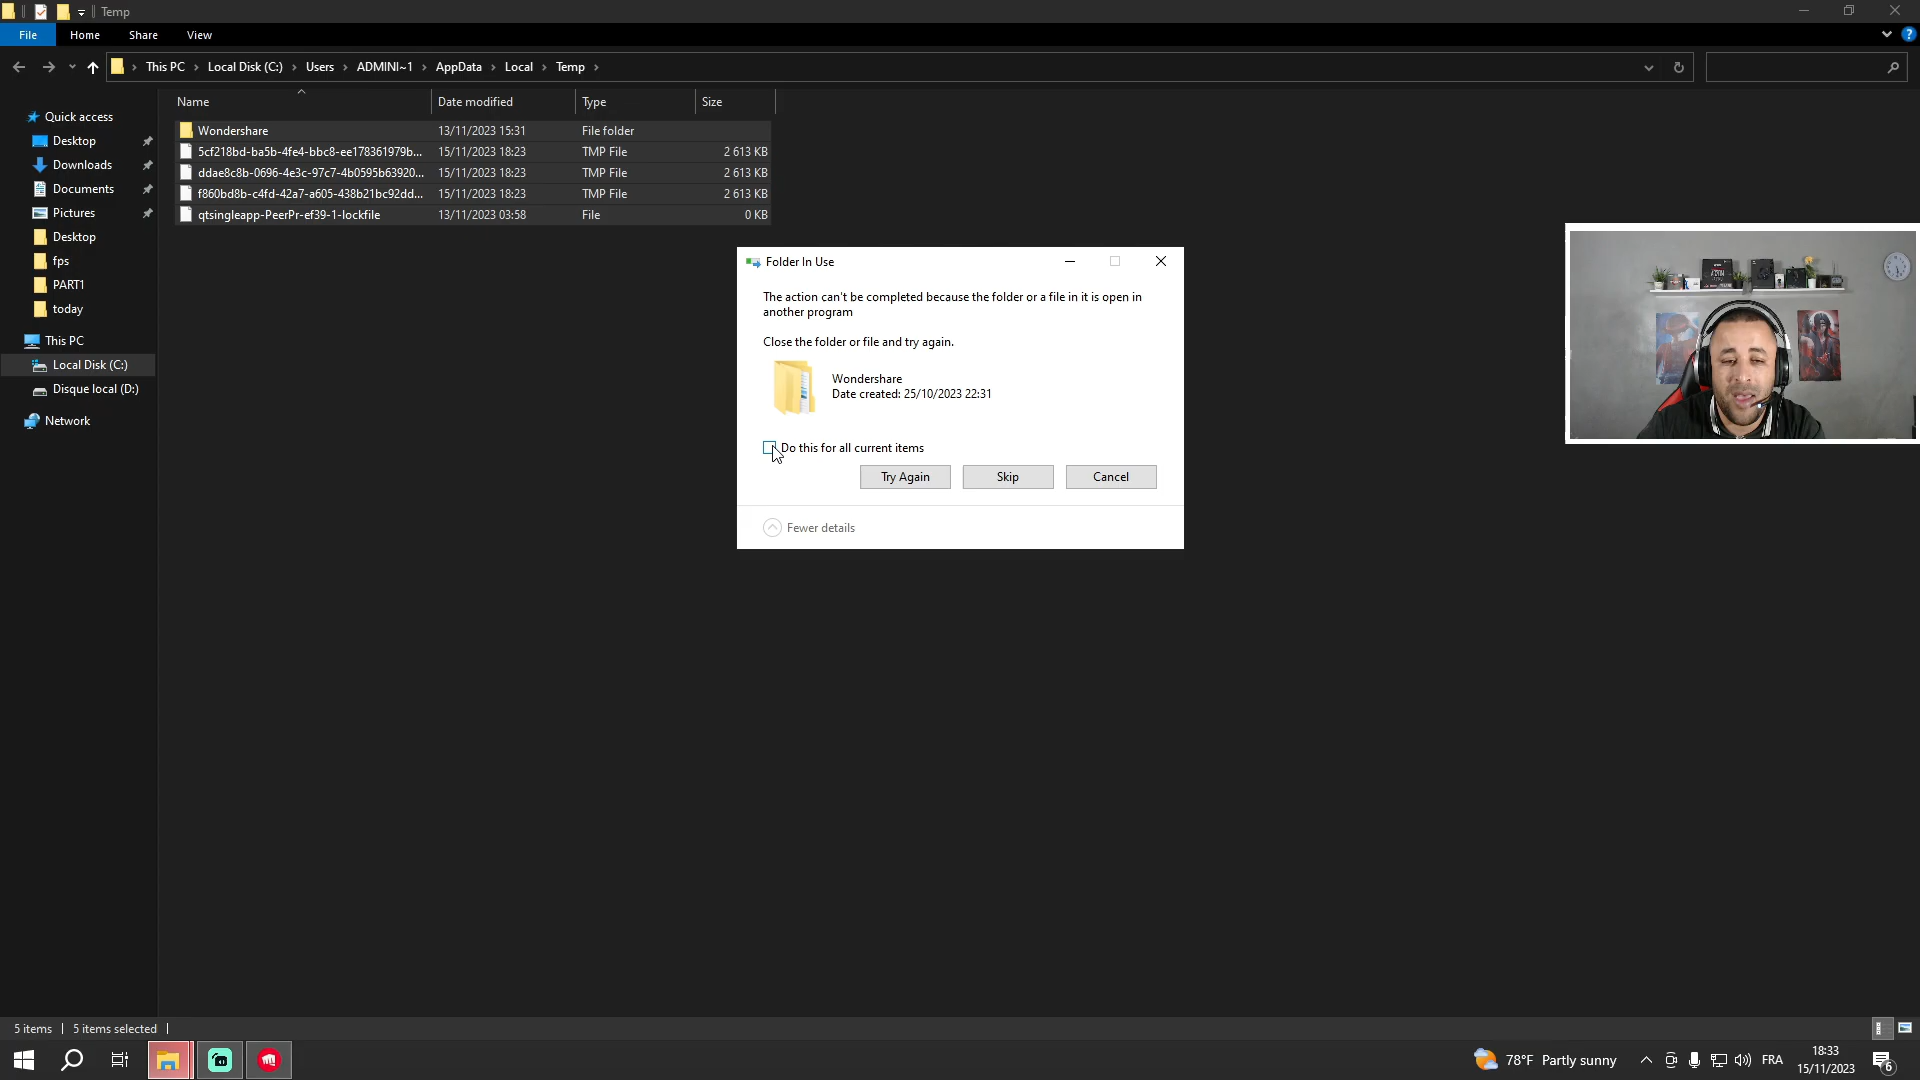 Temp
File Home Share View
This PC Local Disk (C:) Users ADMINI~1 AppData Local Temp
Name Date modified Type Size
Quick access
Desktop
Downloads
Documents
Pictures
Desktop
fps
PART1
today
This PC
Local Disk (C:)
Disque local (D:)
Network
Wondershare 13/11/2023 15:31 File folder
5cf218bd-ba5b-4fe4-bbc8-ee178361979b... 15/11/2023 18:23 TMP File 2 613 KB
ddae8c8b-0696-4e3c-97c7-4b0595b63920... 15/11/2023 18:23 TMP File 2 613 KB
f860bd8b-c4fd-42a7-a605-438b21bc92dd... 15/11/2023 18:23 TMP File 2 613 KB
qtsingleapp-PeerPr-ef39-1-lockfile 13/11/2023 03:58 File 0 KB
Folder In Use
The action can't be completed because the folder or a file in it is open in
another program
Close the folder or file and try again.
Wondershare
Date created: 25/10/2023 22:31
Do this for all current items
Try Again Skip Cancel
Fewer details
5 items 5 items selected
78°F Partly sunny
FRA
18:33
15/11/2023
6